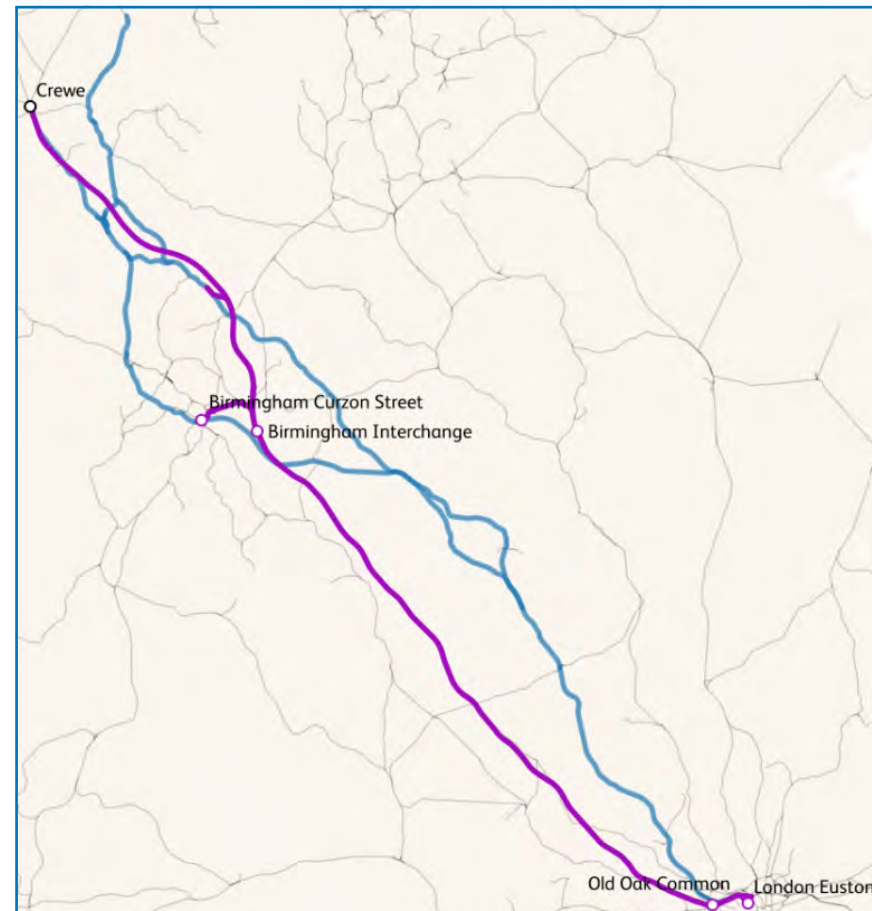 Crewe
Birmingham Curzon Street
Birmingham Interchange
Old Oak Common
London Euston